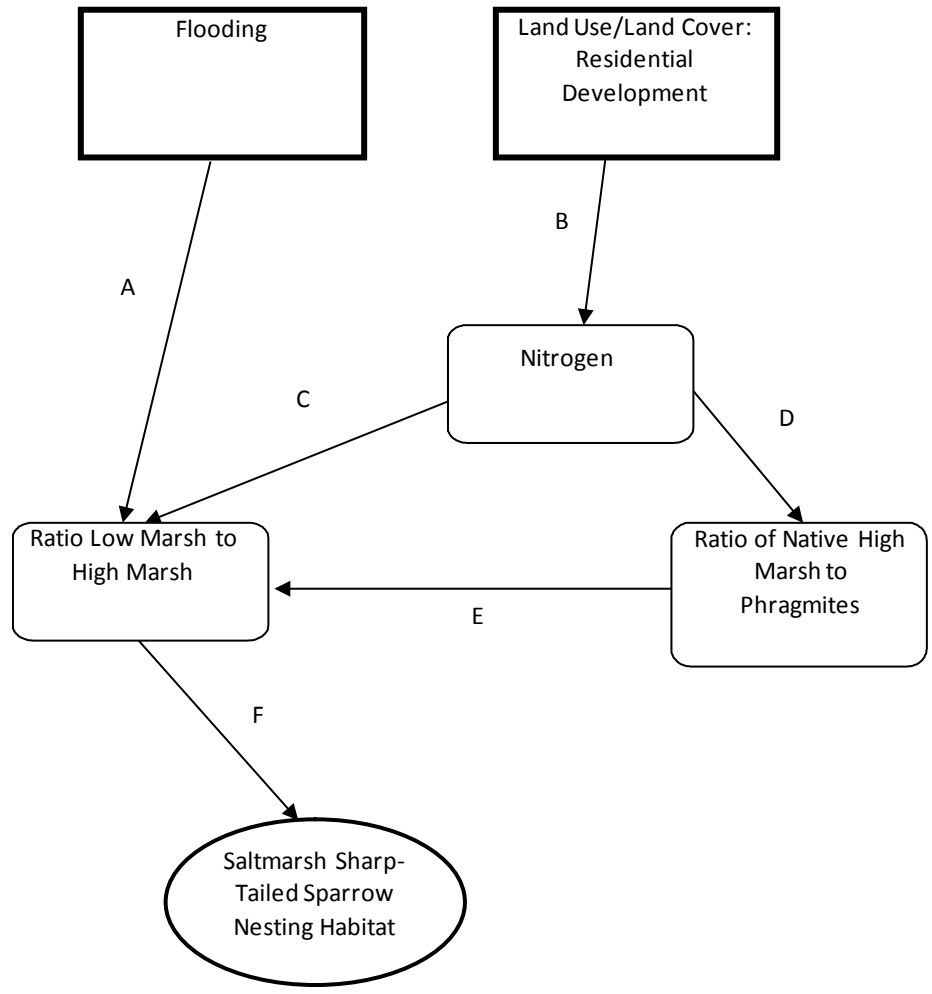 Flooding
Land Use/Land Cover:
Residential
Development
B
A
Nitrogen
C
D
Ratio Low Marsh to
High Marsh
Ratio of Native High
Marsh to
Phragmites
E
F
Saltmarsh Sharp-
Tailed Sparrow
Nesting Habitat